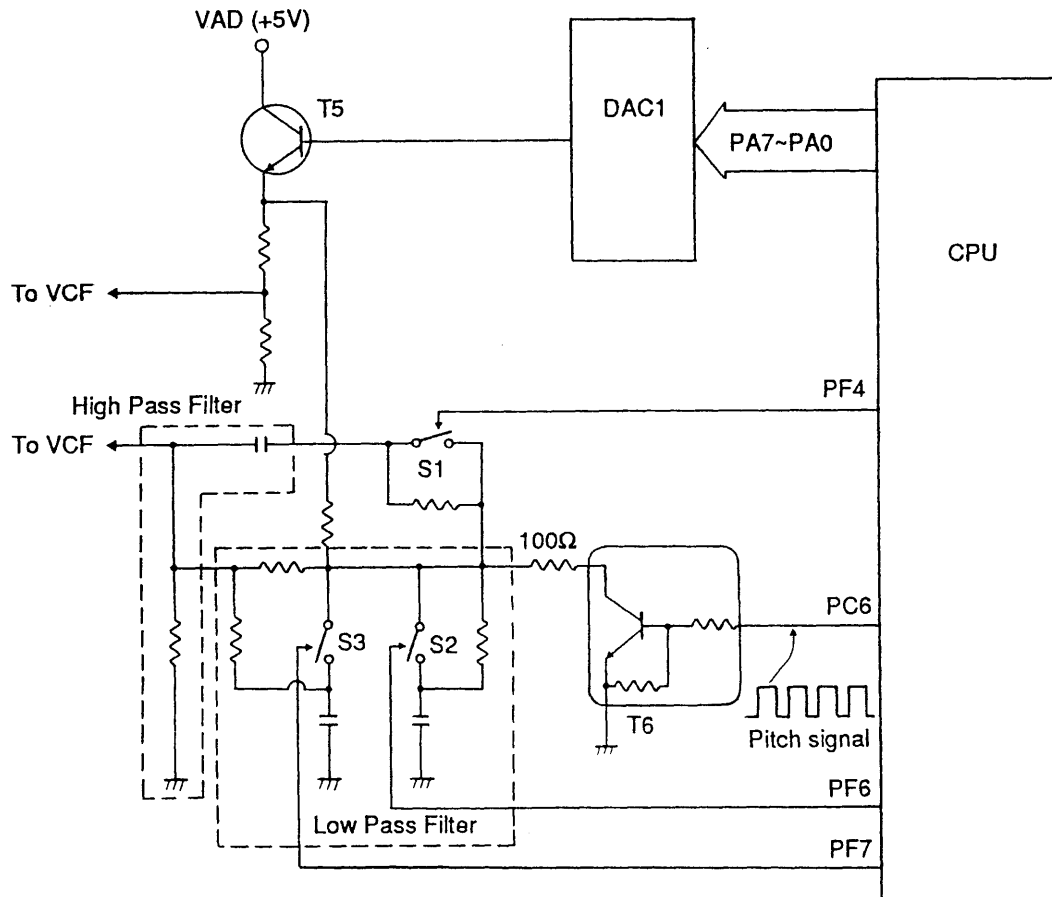 VAD (+5V)
T5
DAC1
PA7~PA0
CPU
To VCF
PF4
High Pass Filter
To VCF
S1
100Ω
PC6
S3
S2
T6
Pitch signal
PF6
Low Pass Filter
PF7